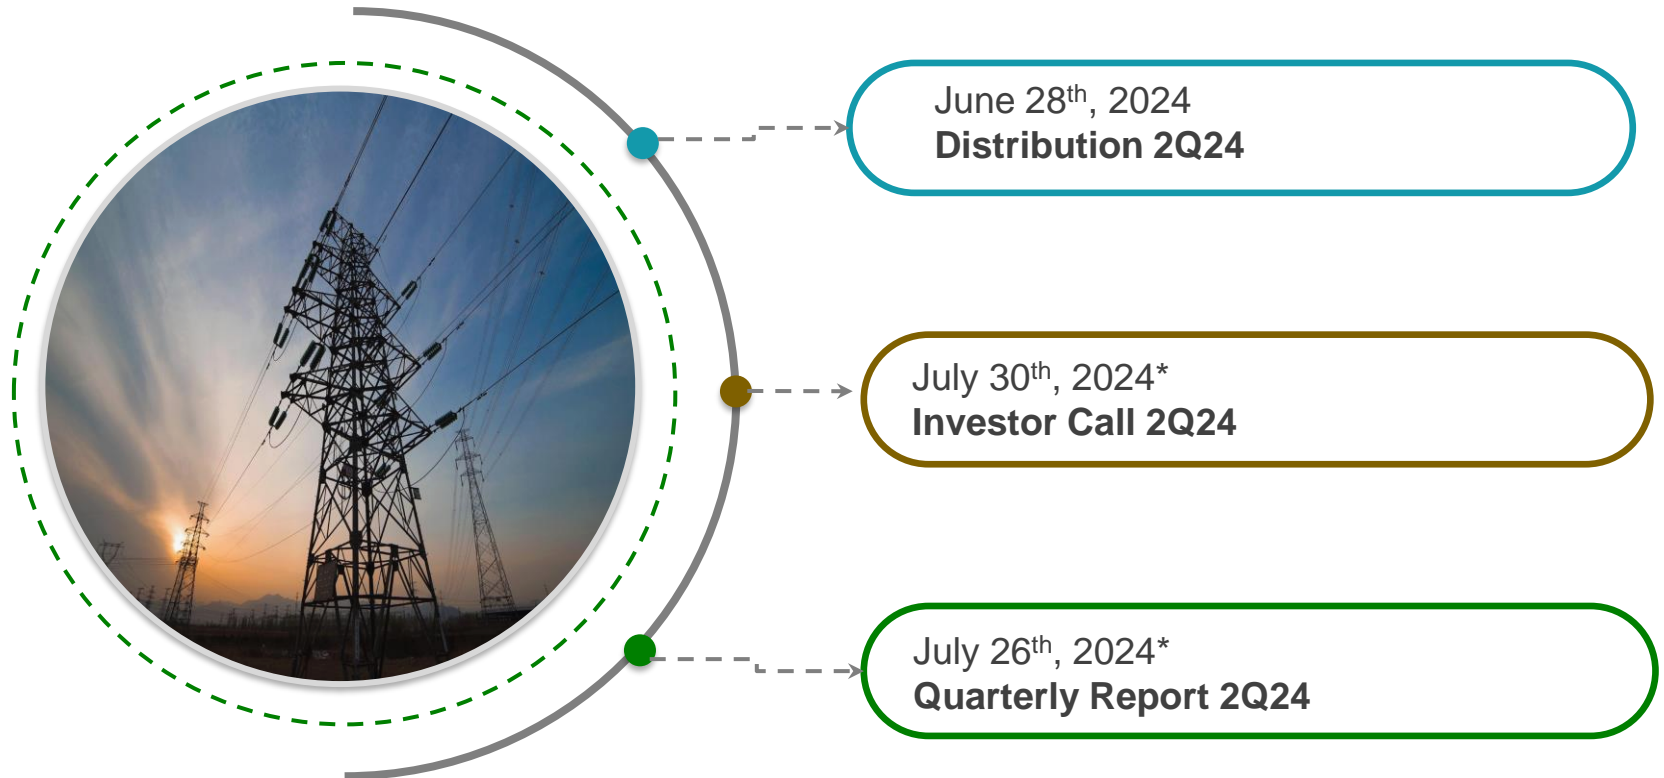 June 28th, 2024
Distribution 2Q24
July 30th, 2024*
Investor Call 2Q24
July 26th, 2024*
Quarterly Report 2Q24